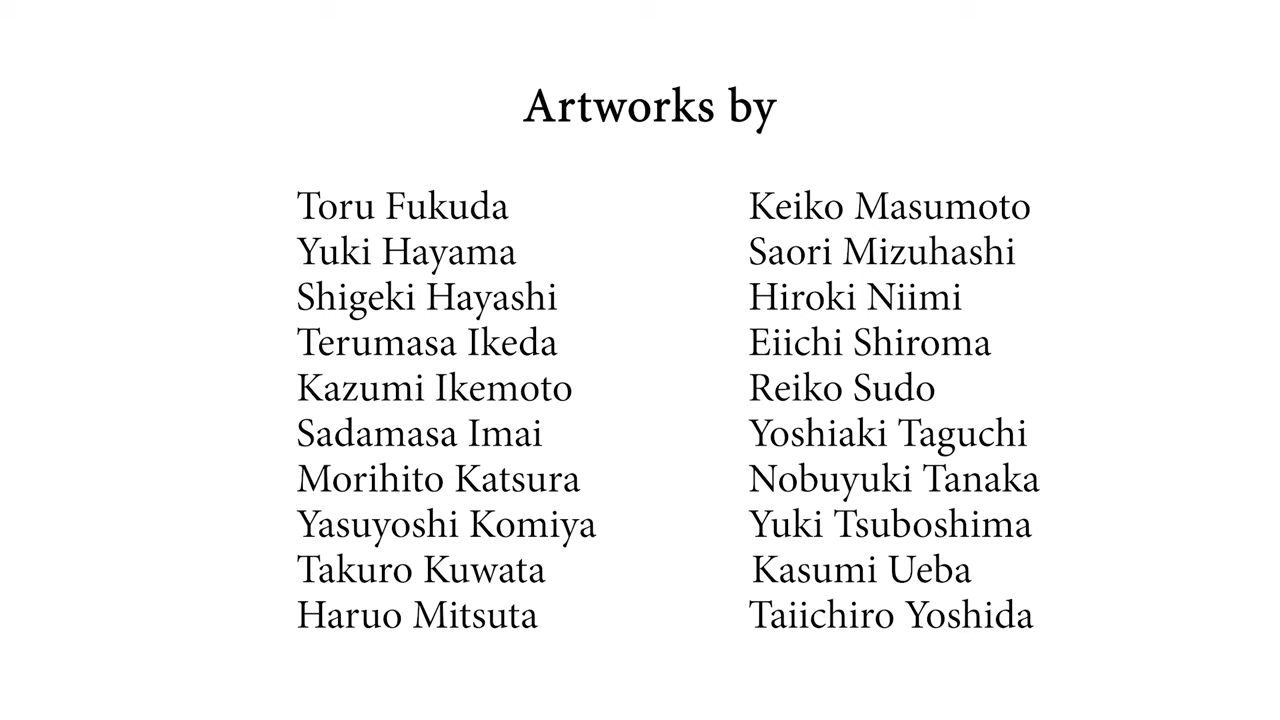 Artworks by
Toru Fukuda
Yuki Hayama
Shigeki Hayashi
Terumasa Ikeda
Kazumi Ikemoto
Sadamasa Imai
Morihito Katsura
Yasuyoshi Komiya
Takuro Kuwata
Haruo Mitsuta
Keiko Masumoto
Saori Mizuhashi
Hiroki Niimi
Eiichi Shiroma
Reiko Sudo
Yoshiaki Taguchi
Nobuyuki Tanaka
Yuki Tsuboshima
Kasumi Ueba
Taiichiro Yoshida